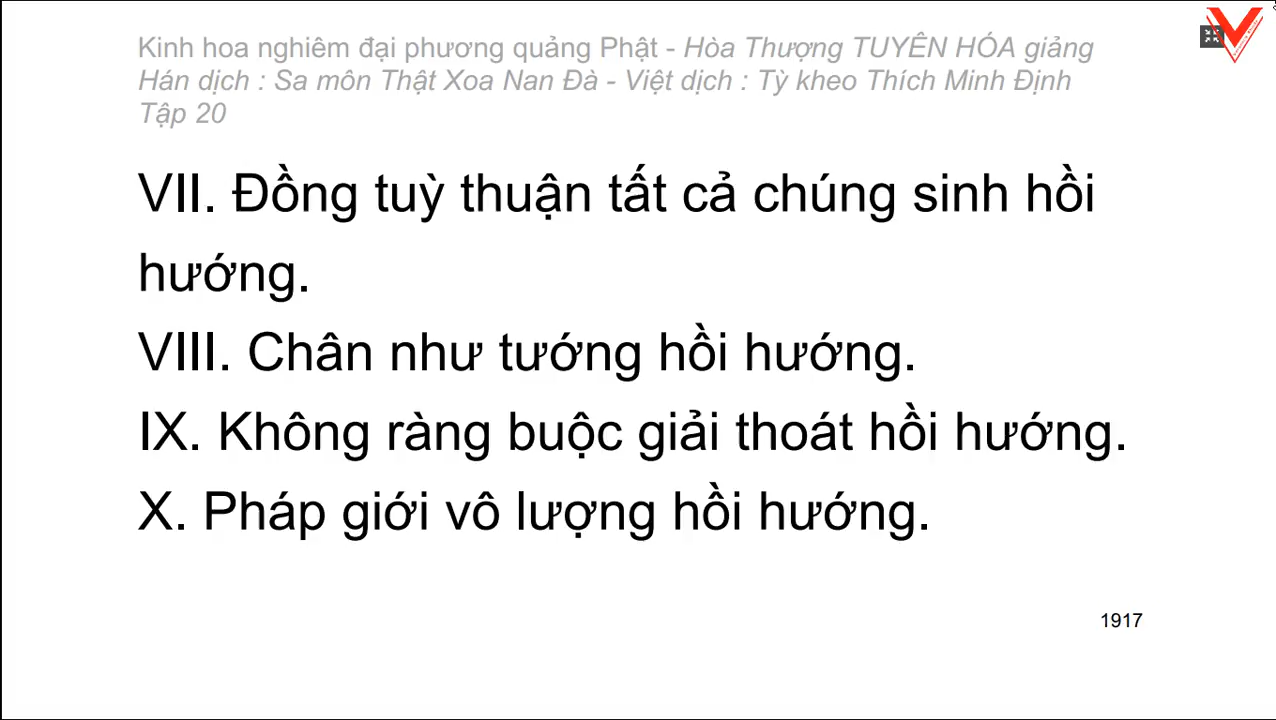 Kinh hoa nghiêm đại phương quảng Phật - Hòa Thượng TUYÊN HÓA giảng
Hán dịch : Sa môn Thật Xoa Nan Đà - Việt dịch : Tỳ kheo Thích Minh Định
Tập 20
VII. Đồng tuỳ thuận tất cả chúng sinh hồi
hướng.
VIII. Chân như tướng hồi hướng.
IX. Không ràng buộc giải thoát hồi hướng.
X. Pháp giới vô lượng hồi hướng.
1917